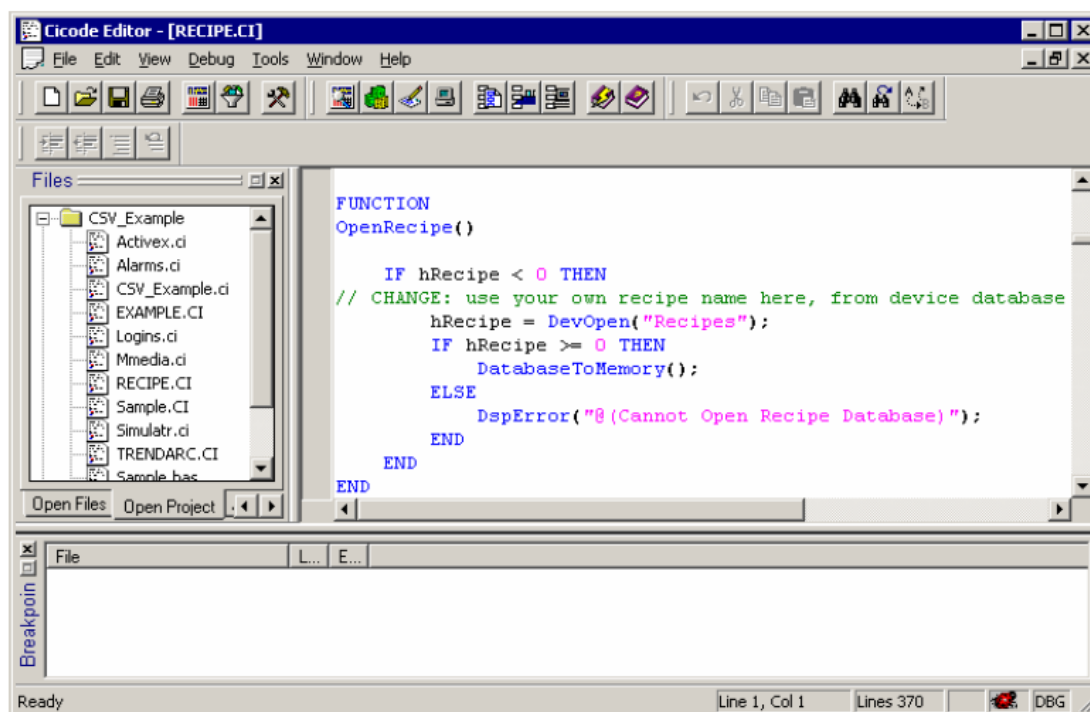 Cicode Editor - [RECIPE.CI]
File Edit View Debug Tools Window Help
Files
CSV_Example
Activex.ci
Alarms.ci
CSV_Example.ci
EXAMPLE.CI
Logins.ci
Mmedia.ci
RECIPE.CI
Sample.CI
Simulatr.ci
TRENDARC.CI
Sample.bas
Open Files Open Project
FUNCTION
OpenRecipe()
IF hRecipe < 0 THEN
// CHANGE: use your own recipe name here, from device database
hRecipe = DevOpen("Recipes");
IF hRecipe >= 0 THEN
DatabaseToMemory();
ELSE
DspError("@(Cannot Open Recipe Database)");
END
END
END
Breakpoin
File L... E...
Ready Line 1, Col 1 Lines 370 DBG